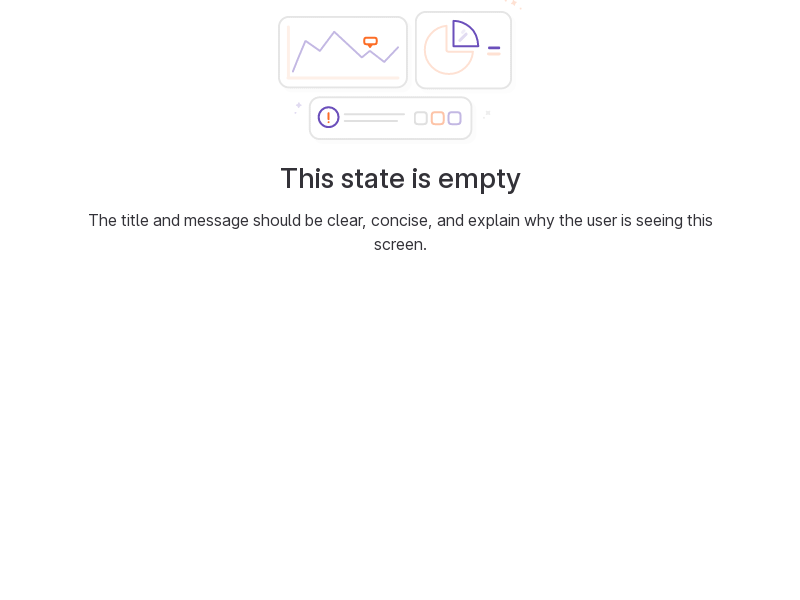 This state is empty
The title and message should be clear, concise, and explain why the user is seeing this
screen.